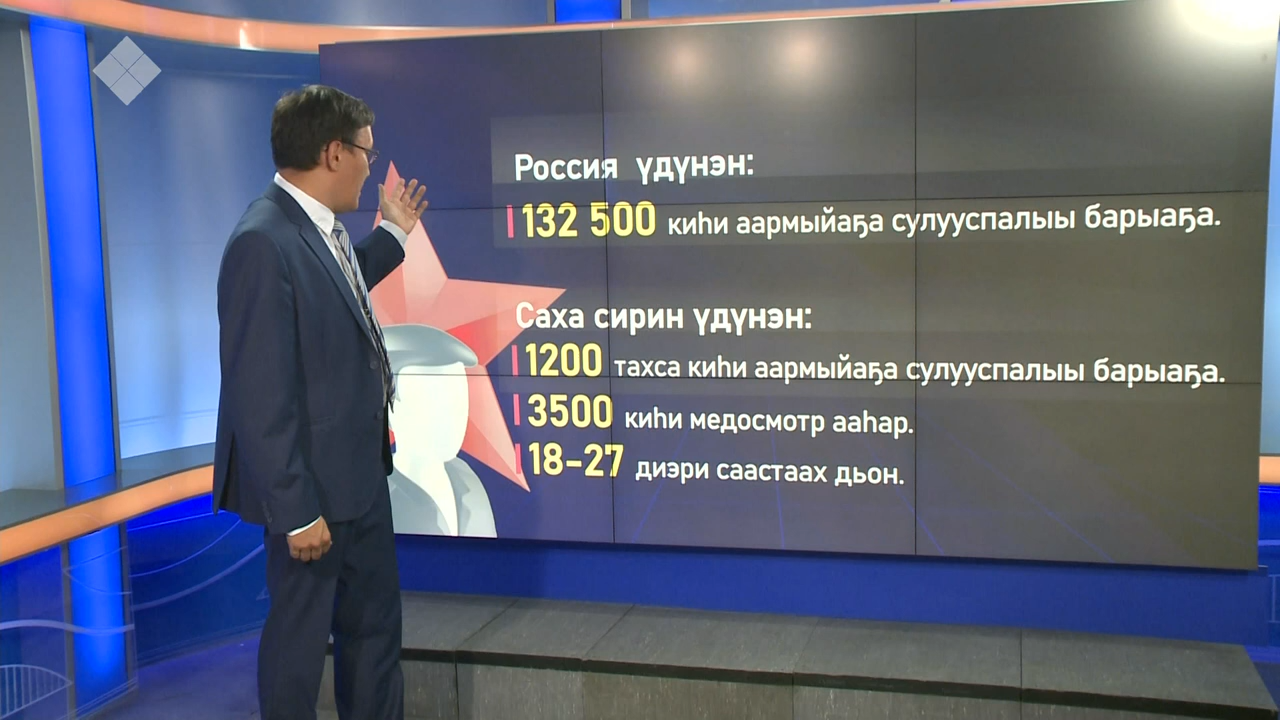 Россия үдүнэн:
132 500 киһи аармыйаҕа сулууспалыы барыаҕа.
Саха сирин үдүнэн:
1200 тахса киһи аармыйаҕа сулууспалыы барыаҕа.
3500 киһи медосмотр ааһар.
18-27 диэри саастаах дьон.